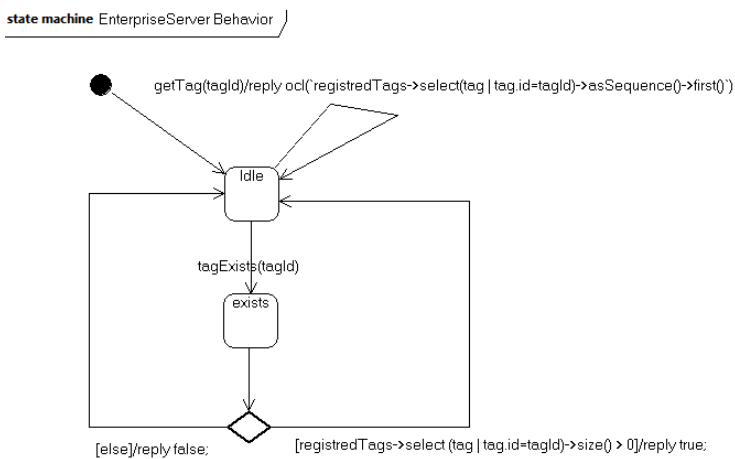 state machine EnterpriseServer Behavior
getTag(tagId)/reply ocl(`registredTags->select(tag | tag.id=tagId)->asSequence()->first()`)
Idle
tagExists(tagId)
exists
[else]/reply false;
[registredTags->select (tag | tag.id=tagId)->size() > 0]/reply true;